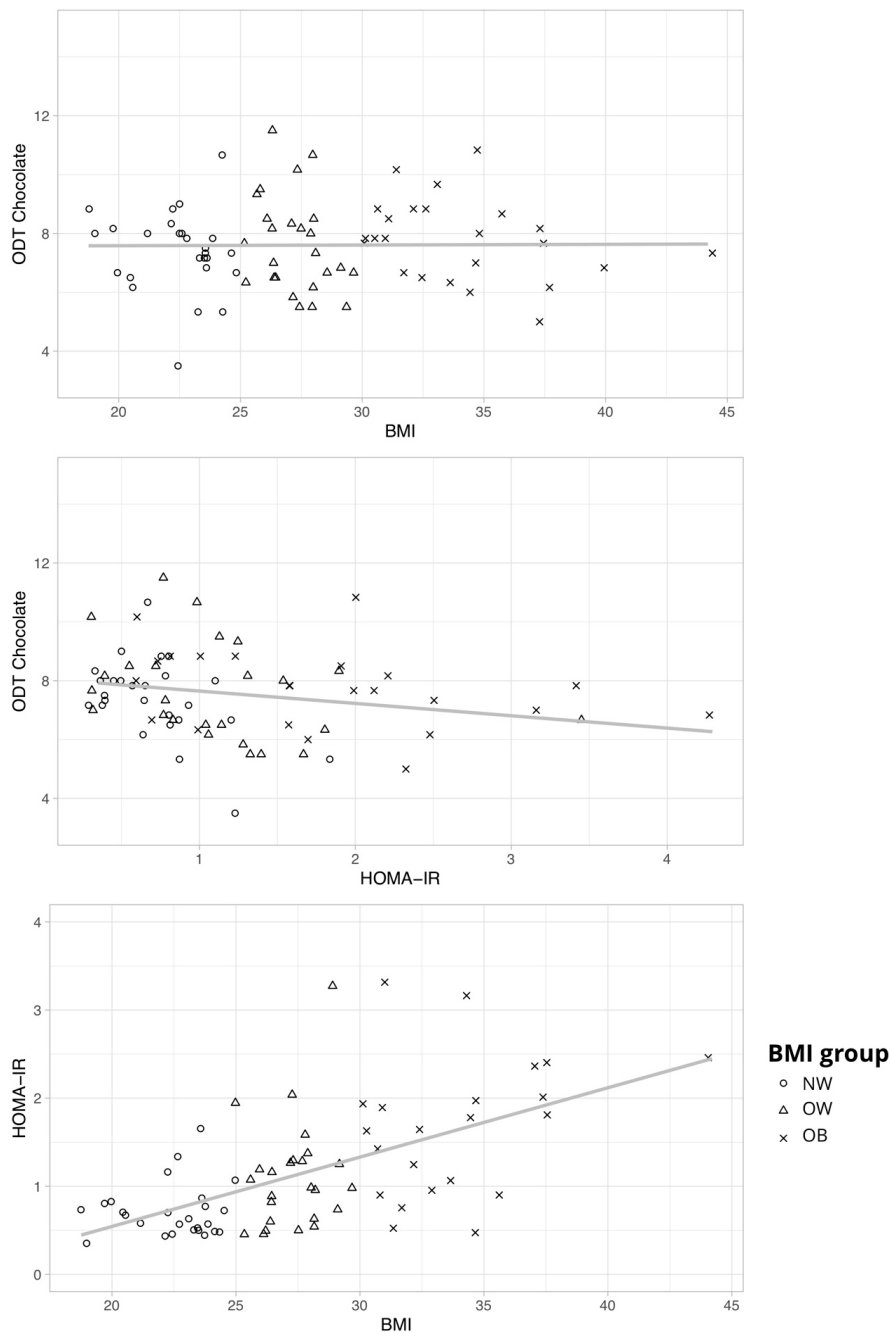 12
8
4
ODT Chocolate
20 25 30 35 40 45
BMI
12
8
4
ODT Chocolate
1 2 3 4
HOMA−IR
4
3
2
1
0
HOMA−IR
20 25 30 35 40 45
BMI
BMI group
NW
OW
OB